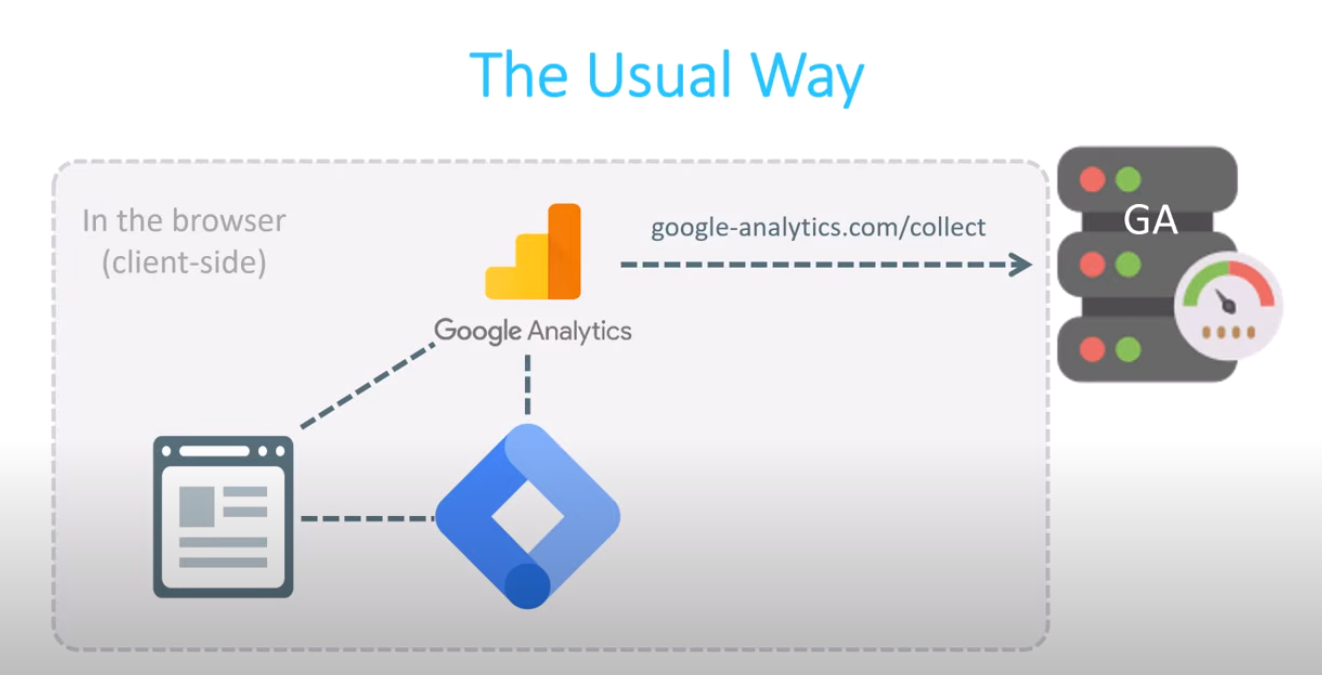 The Usual Way
In the browser
(client-side)
google-analytics.com/collect
GA
Google Analytics